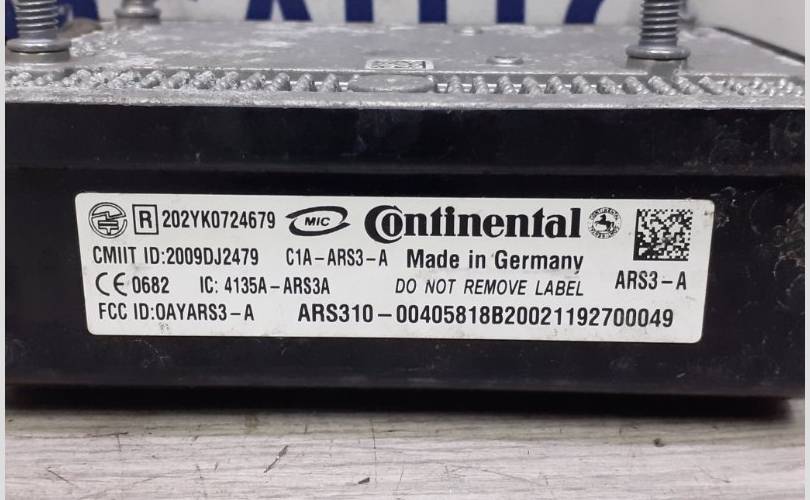 R 202YK0724679 MIC Continental
CMIIT ID:2009DJ2479 C1A-ARS3-A Made in Germany
CE 0682 IC: 4135A-ARS3A DO NOT REMOVE LABEL ARS3-A
FCC ID:OAYARS3-A ARS310-00405818B20021192700049